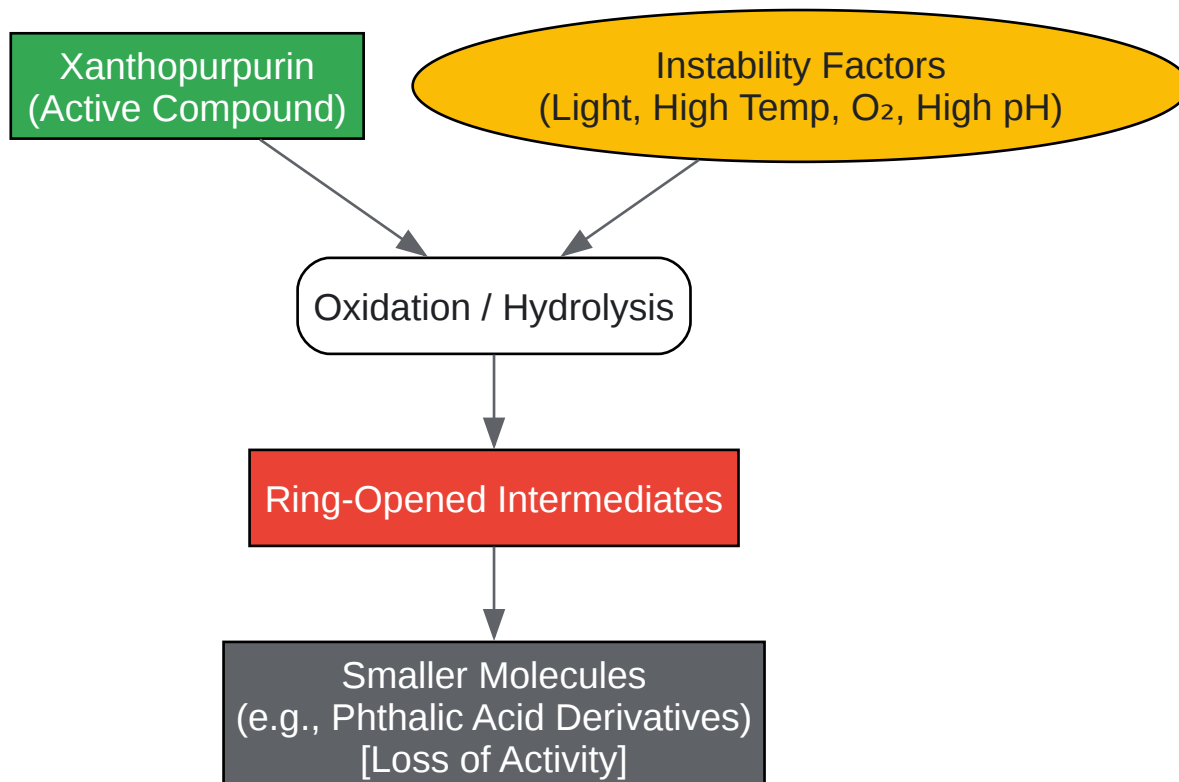 Xanthopurpurin
(Active Compound)
Instability Factors
(Light, High Temp, O₂, High pH)
Oxidation / Hydrolysis
Ring-Opened Intermediates
Smaller Molecules
(e.g., Phthalic Acid Derivatives)
[Loss of Activity]